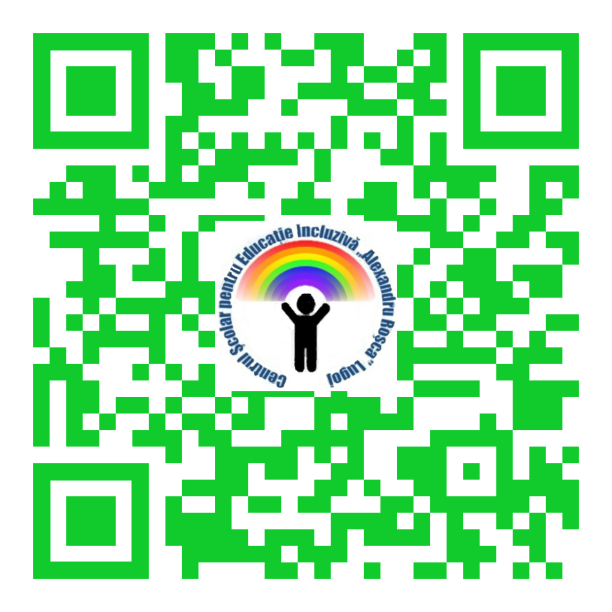 Centrul Școlar pentru Educație Incluzivă „Alexandru Roșca” Lugoj